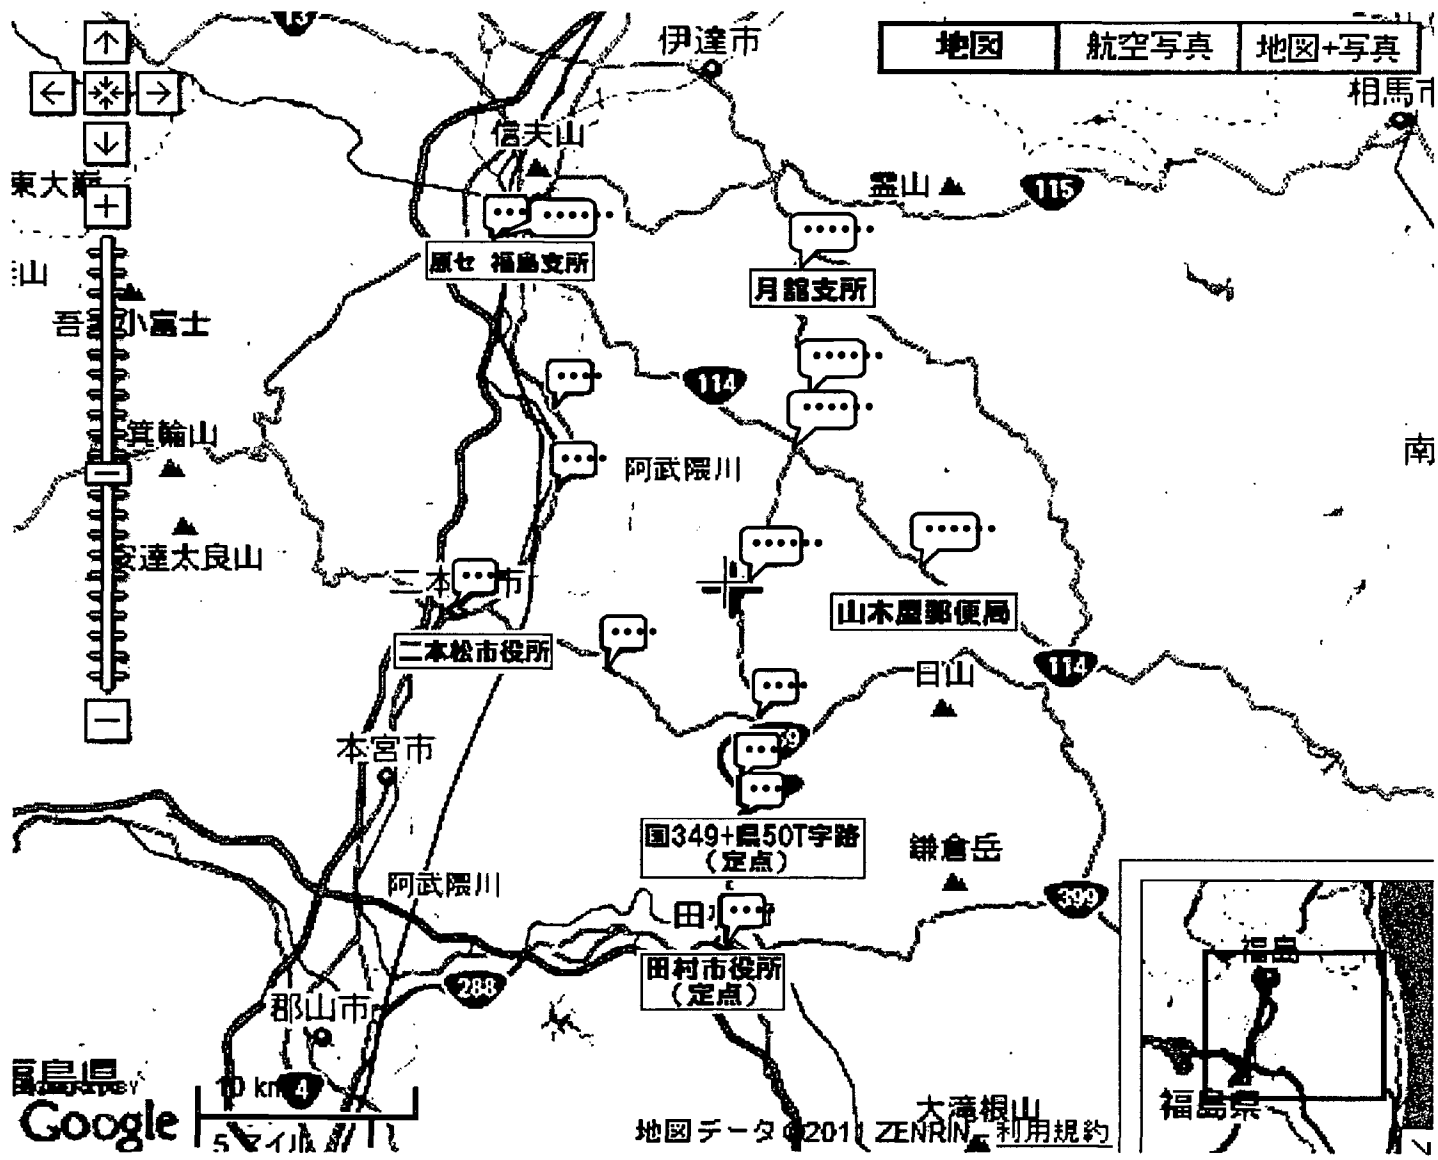 13
伊達市
地図
航空写真
地図+写真
相馬市
信夫山
東大巓
霊山
115
原セ 福島支所
月舘支所
山
吾妻小富士
114
箕輪山
阿武隈川
南
安達太良山
二本 市
山木屋郵便局
二本松市役所
日山
114
本宮市
9
国349+県50T字路
(定点)
鎌倉岳
阿武隈川
399
田
田村市役所
(定点)
288
福島
郡山市
福島県
10 km
4
福島県
Google
5 マイル
大滝根山
地図データ ©2011 ZENRIN - 利用規約